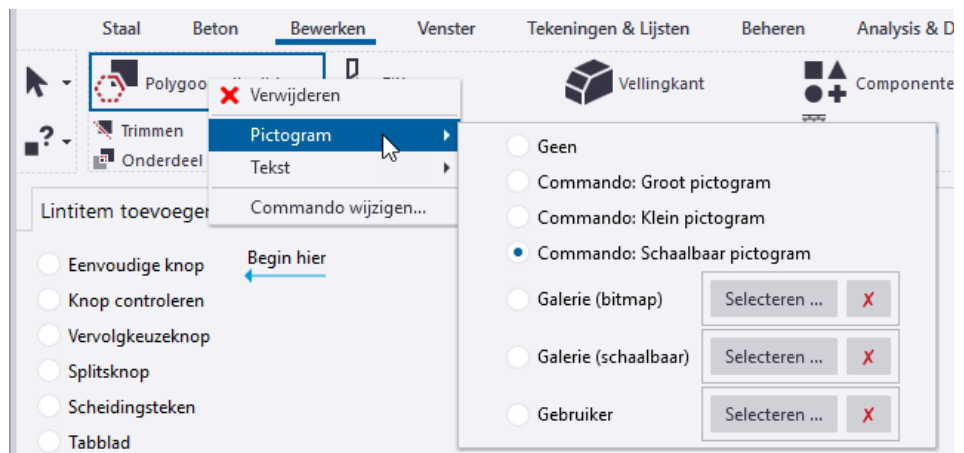 Staal Beton Bewerken Venster Tekeningen & Lijsten Beheren Analysis & D
Vellingkant Componente
Verwijderen
Trimmen
Pictogram
Onderdeel
Tekst
Commando wijzigen...
Geen
Commando: Groot pictogram
Commando: Klein pictogram
Commando: Schaalbaar pictogram
Galerie (bitmap) Selecteren ...
Galerie (schaalbaar) Selecteren ...
Gebruiker Selecteren ...
Lintitem toevoegen
Begin hier
Eenvoudige knop
Knop controleren
Vervolgkeuzeknop
Splitsknop
Scheidingsteken
Tabblad